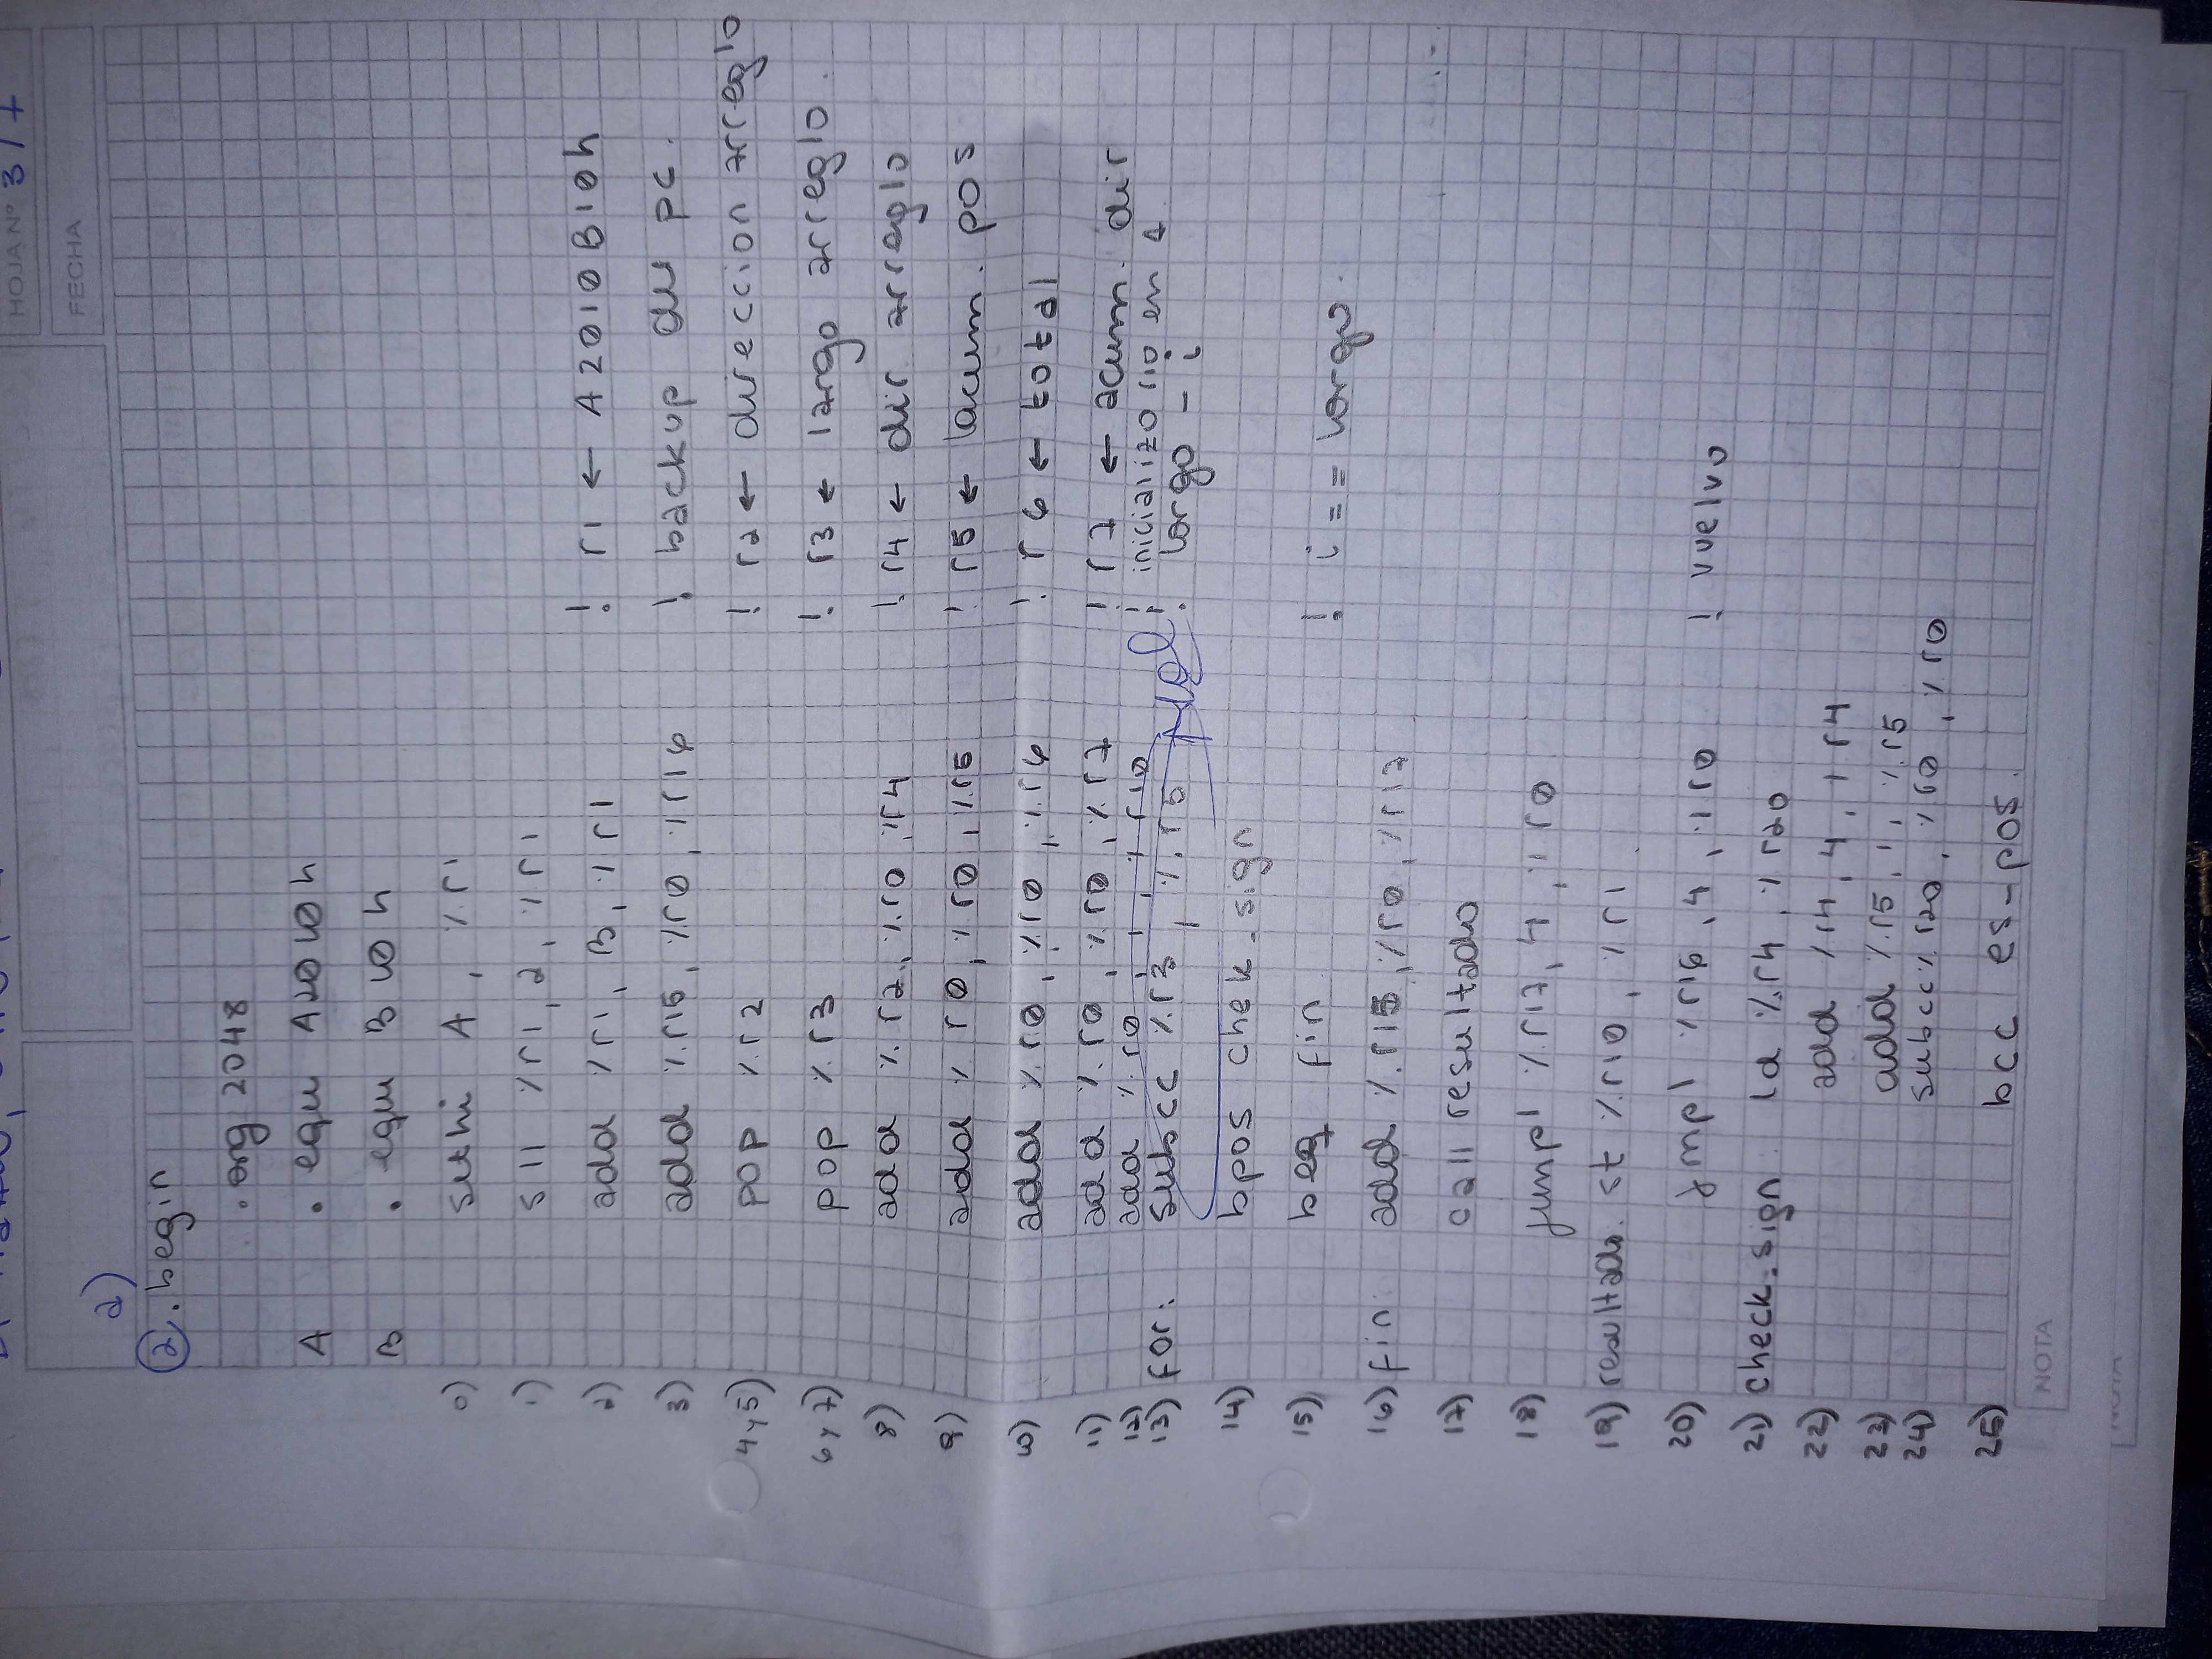 HOJA Nº 3/7
FECHA
a)
2 .begin
.org 2048
A .equ A2010h
B .equ B10h
0) sethi A, %r1
1) sll %r1, 2, %r1
2) add %r1, B, %r1 ! r1 ← A2010B10h
3) add %r15, %r0, %r16 ! backup del pc.
4y5) pop %r2 ! r2 ← direccion arreglo
6y7) pop %r3 ! r3 ← largo arreglo.
8) add %r2, %r0, %r4 ! r4 ← dir arreglo
9) add %r0, %r0, %r5 ! r5 ← acum. pos
10) add %r0, %r0, %r6 ! r6 ← total
11) add %r0, %r0, %r7 ! r7 ← acum. dir
12) add %r0, 1, %r10 ! inicializo r10 en 1
13) for: subcc %r3, %r5 ! largo - i
14) bpos chek_sign
15) beq fin ! i == largo.
16) fin: add %r15, %r0, %r17
17) call resultado
18) jumpl %r17, 4, %r0
19) resultado: st %r10, %r1
20) jmpl %r16, 4, %r0 ! vuelvo
21) check_sign: ld %r4, %r20
22) add %r4, 4, %r4
23) add %r5, 1, %r5
24) subcc %r20, %r0, %r0
25) bcc es_pos.
NOTA
NOTA